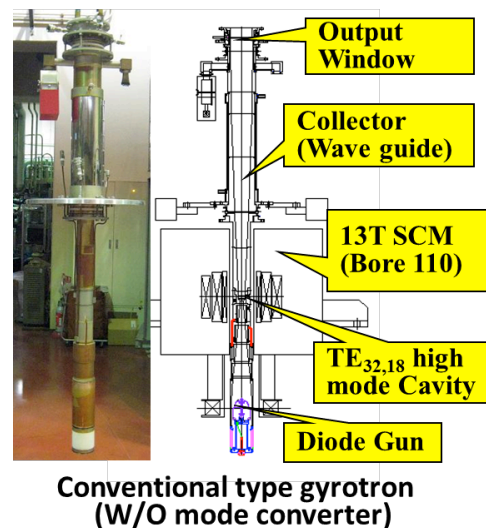 Output
Window
Collector
(Wave guide)
13T SCM
(Bore 110)
TE32,18 high
mode Cavity
Diode Gun
Conventional type gyrotron
(W/O mode converter)